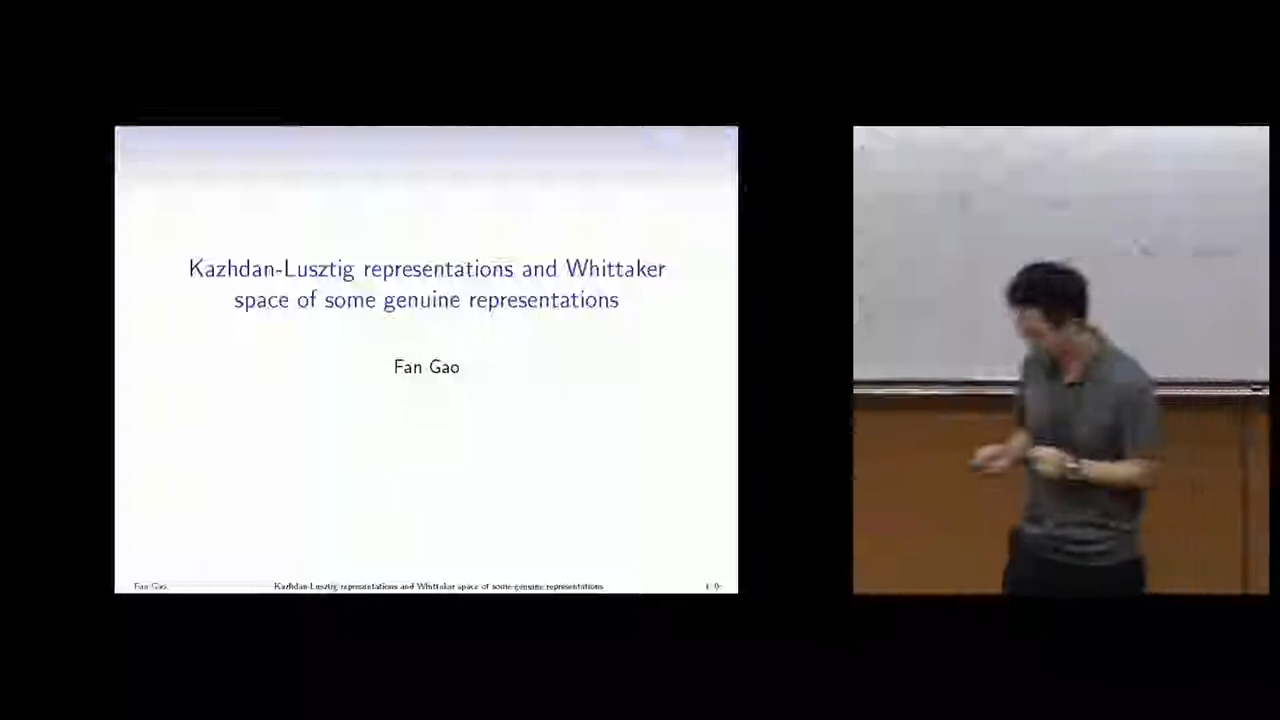 Kazhdan-Lusztig representations and Whittaker
space of some genuine representations
Fan Gao
Fan Gao
Kazhdan-Lusztig representations and Whittaker space of some genuine representations